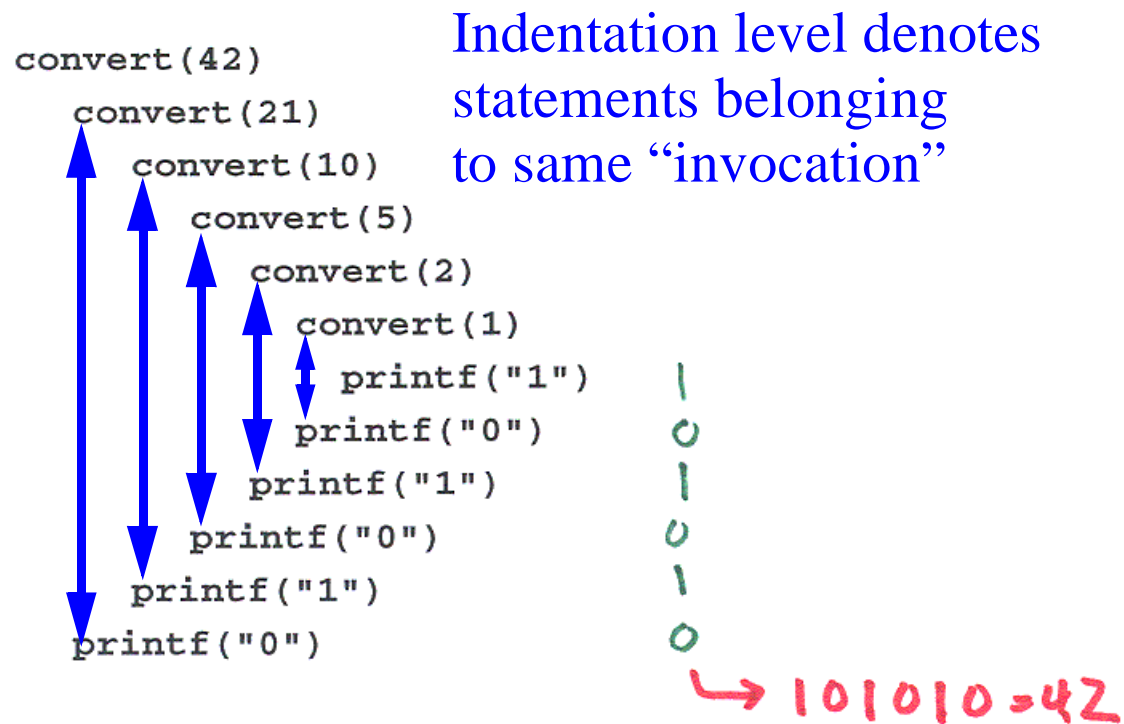 Indentation level denotes
statements belonging
to same “invocation”
convert(42)
convert(21)
convert(10)
convert(5)
convert(2)
convert(1)
printf("1") 1
printf("0") 0
printf("1") 1
printf("0") 0
printf("1") 1
printf("0") 0
101010=42